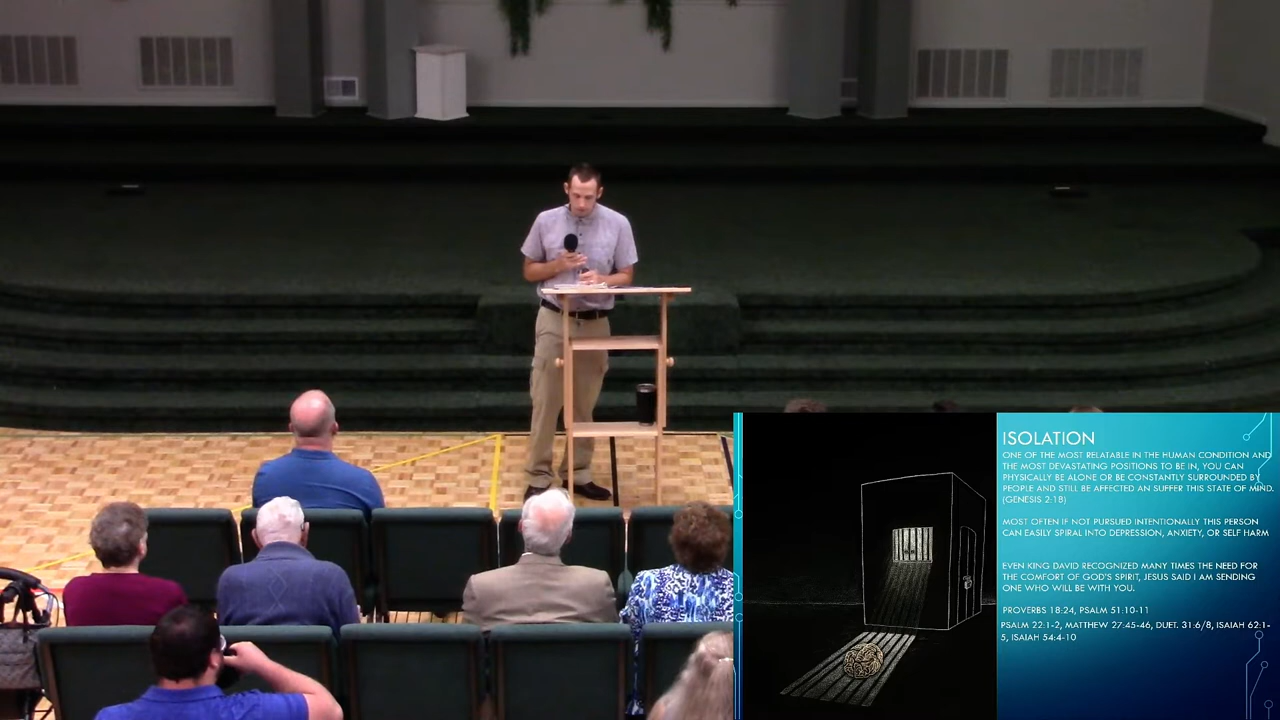 ISOLATION
ONE OF THE MOST RELATABLE IN THE HUMAN CONDITION AND
THE MOST DEVASTATING POSITIONS TO BE IN, YOU CAN
PHYSICALLY BE ALONE OR BE CONSTANTLY SURROUNDED BY
PEOPLE AND STILL BE AFFECTED AN SUFFER THIS STATE OF MIND.
(GENESIS 2:18)
MOST OFTEN IF NOT PURSUED INTENTIONALLY THIS PERSON
CAN EASILY SPIRAL INTO DEPRESSION, ANXIETY, OR SELF HARM
EVEN KING DAVID RECOGNIZED MANY TIMES THE NEED FOR
THE COMFORT OF GOD'S SPIRIT, JESUS SAID I AM SENDING
ONE WHO WILL BE WITH YOU.
PROVERBS 18:24, PSALM 51:10-11
PSALM 22:1-2, MATTHEW 27:45-46, DUET. 31:6/8, ISAIAH 62:1-
5, ISAIAH 54:4-10